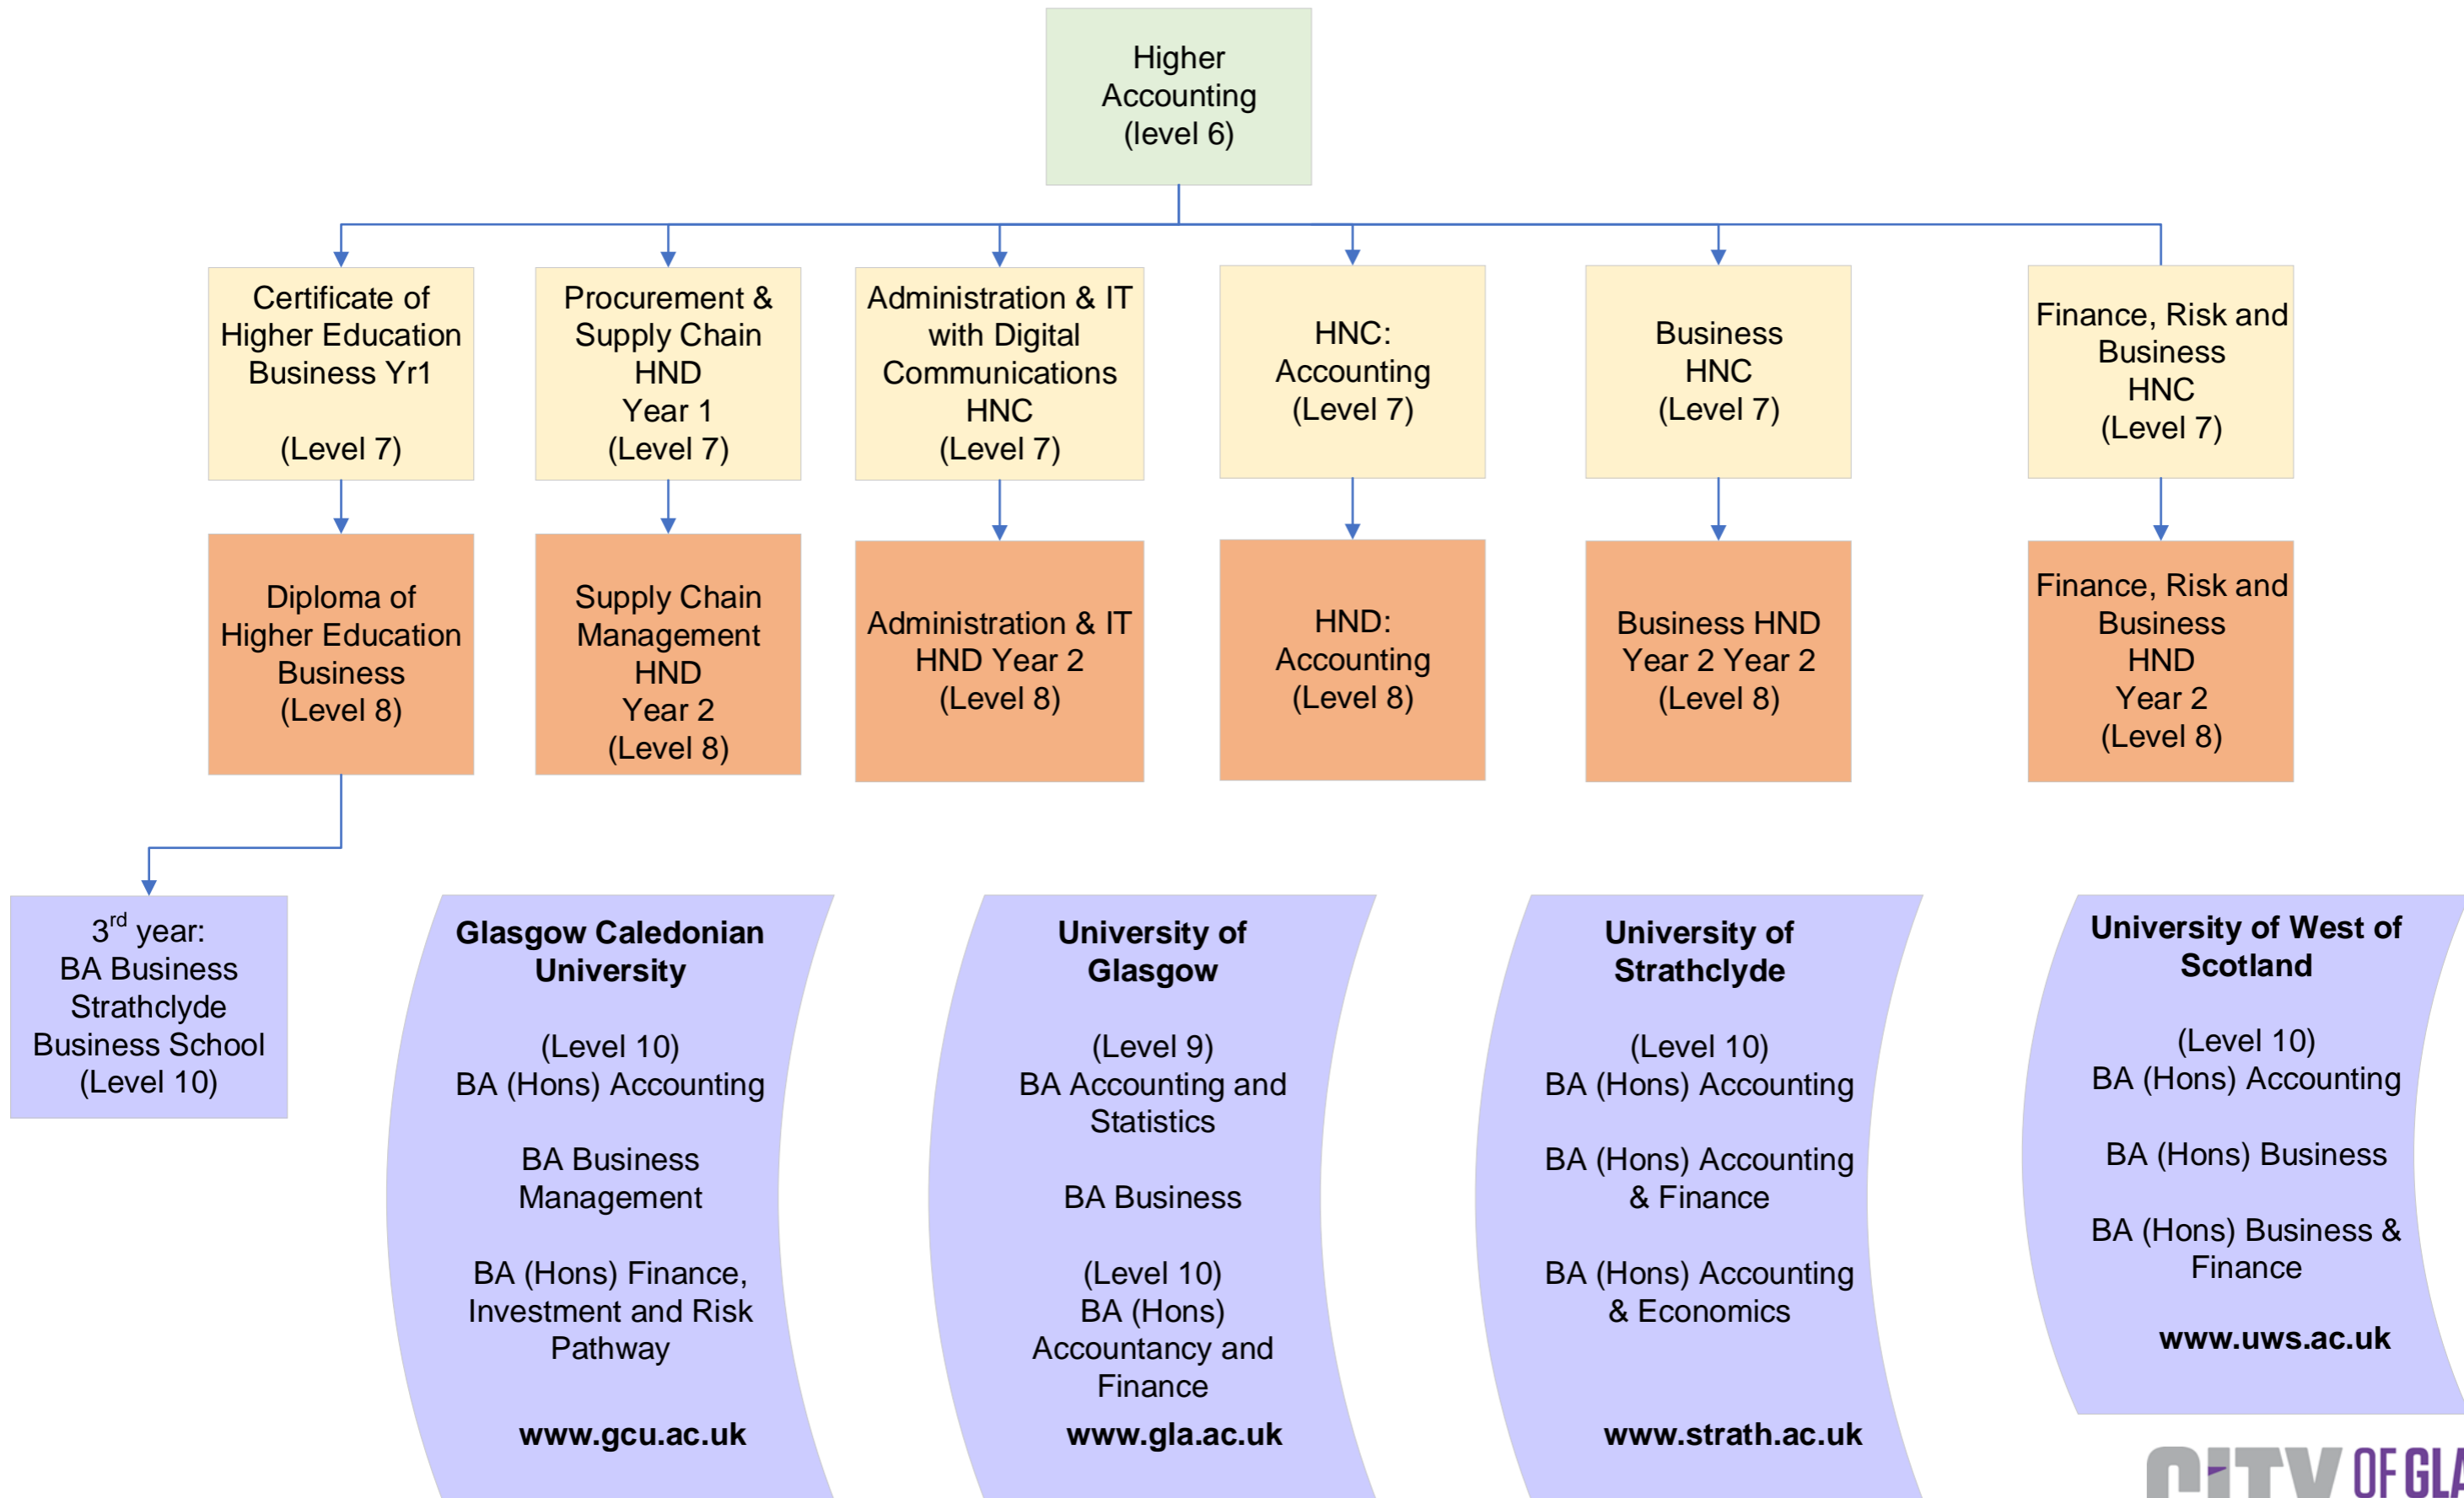 Higher
Accounting
(level 6)
Certificate of
Higher Education
Business Yr1
(Level 7)
Procurement &
Supply Chain
HND
Year 1
(Level 7)
Administration & IT
with Digital
Communications
HNC
(Level 7)
HNC:
Accounting
(Level 7)
Business
HNC
(Level 7)
Finance, Risk and
Business
HNC
(Level 7)
Diploma of
Higher Education
Business
(Level 8)
Supply Chain
Management
HND
Year 2
(Level 8)
Administration & IT
HND Year 2
(Level 8)
HND:
Accounting
(Level 8)
Business HND
Year 2 Year 2
(Level 8)
Finance, Risk and
Business
HND
Year 2
(Level 8)
3rd year:
BA Business
Strathclyde
Business School
(Level 10)
Glasgow Caledonian
University
(Level 10)
BA (Hons) Accounting
BA Business
Management
BA (Hons) Finance,
Investment and Risk
Pathway
www.gcu.ac.uk
University of
Glasgow
(Level 9)
BA Accounting and
Statistics
BA Business
(Level 10)
BA (Hons)
Accountancy and
Finance
www.gla.ac.uk
University of
Strathclyde
(Level 10)
BA (Hons) Accounting
BA (Hons) Accounting
& Finance
BA (Hons) Accounting
& Economics
www.strath.ac.uk
University of West of
Scotland
(Level 10)
BA (Hons) Accounting
BA (Hons) Business
BA (Hons) Business &
Finance
www.uws.ac.uk
CITY OF